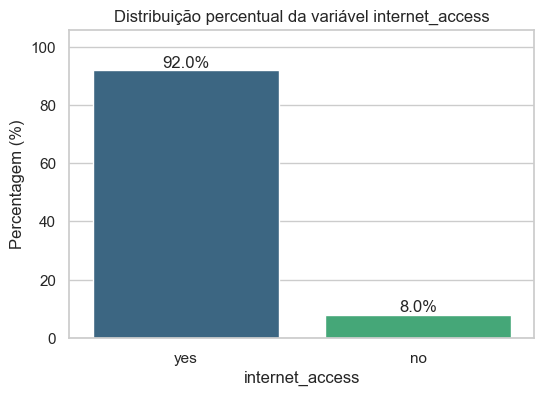 Distribuição percentual da variável internet_access
100
80
60
40
20
0
Percentagem (%)
92.0%
8.0%
yes
no
internet_access